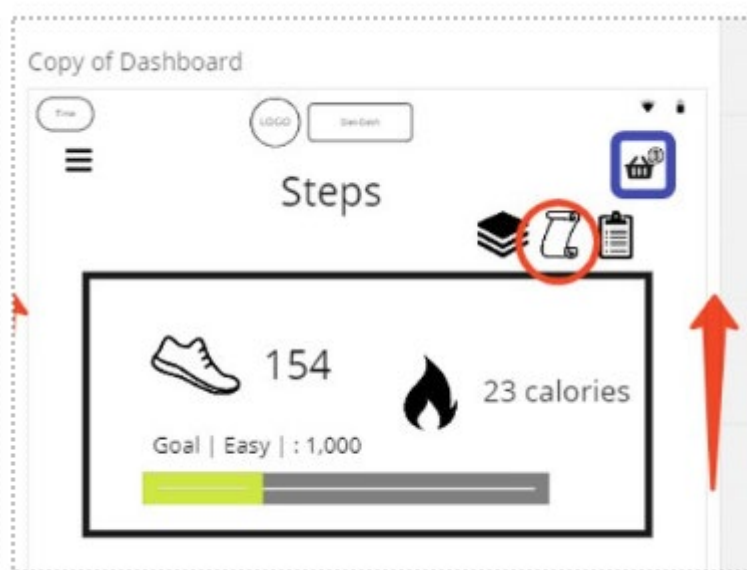 Copy of Dashboard
Time
LOGO
Steps
154
23 calories
Goal | Easy | : 1,000